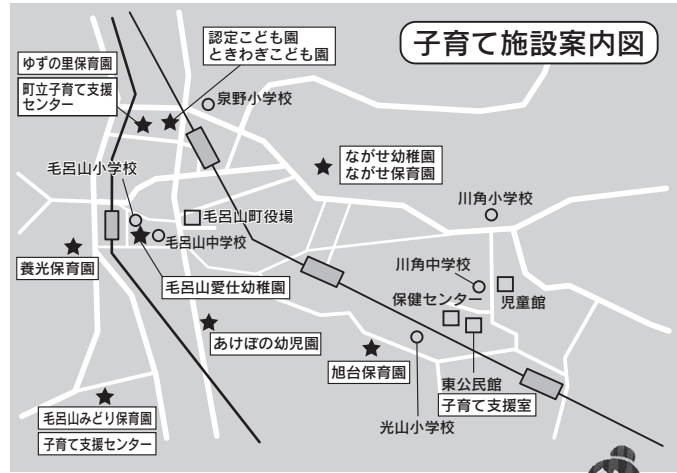 子育て施設案内図
認定こども園
ときわぎこども園
ゆずの里保育園
町立子育て支援
センター
泉野小学校
毛呂山小学校
ながせ幼稚園
ながせ保育園
川角小学校
毛呂山町役場
毛呂山中学校
養光保育園
毛呂山愛仕幼稚園
川角中学校
保健センター
児童館
あけぼの幼児園
旭台保育園
東公民館
子育て支援室
光山小学校
毛呂山みどり保育園
子育て支援センター